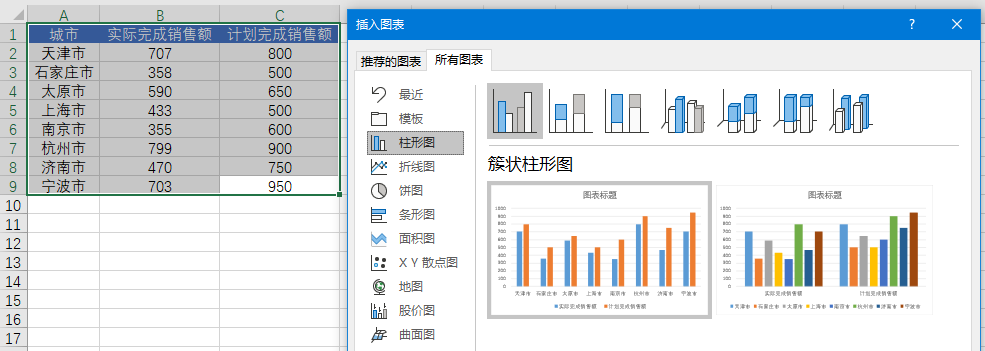 A B C
1 城市 实际完成销售额 计划完成销售额
2 天津市 707 800
3 石家庄市 358 500
4 太原市 590 650
5 上海市 433 500
6 南京市 355 600
7 杭州市 799 900
8 济南市 470 750
9 宁波市 703 950
10
11
12
13
14
15
16
17
插入图表 ? ×
推荐的图表 所有图表
最近
模板
柱形图
折线图
饼图
条形图
面积图
X Y 散点图
地图
股价图
曲面图
簇状柱形图
图表标题
1000
900
800
700
600
500
400
300
200
100
0
天津市 石家庄市 太原市 上海市 南京市 杭州市 济南市 宁波市
实际完成销售额 计划完成销售额
图表标题
1000
900
800
700
600
500
400
300
200
100
0
实际完成销售额 计划完成销售额
天津市 石家庄市 太原市 上海市 南京市 杭州市 济南市 宁波市